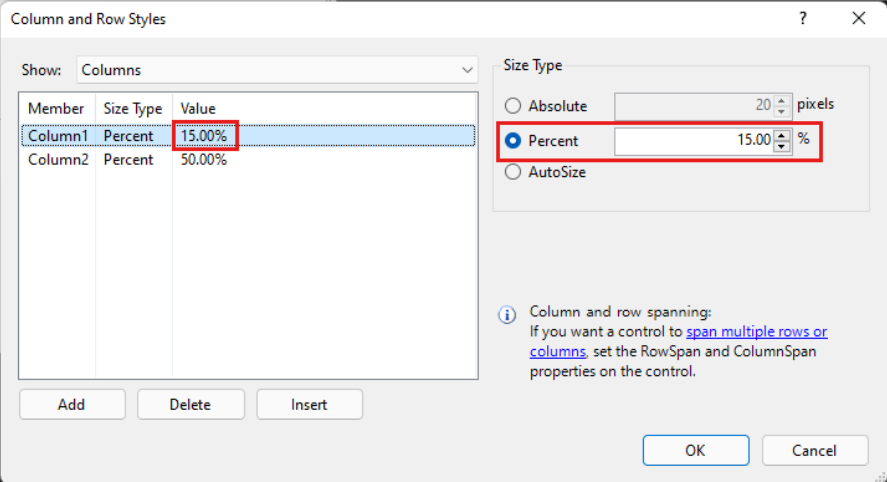 Column and Row Styles
?
Show: Columns
Member Size Type Value
Column1 Percent 15.00%
Column2 Percent 50.00%
Add Delete Insert
Size Type
Absolute 20 pixels
Percent 15.00 %
AutoSize
Column and row spanning:
If you want a control to span multiple rows or
columns, set the RowSpan and ColumnSpan
properties on the control.
OK Cancel